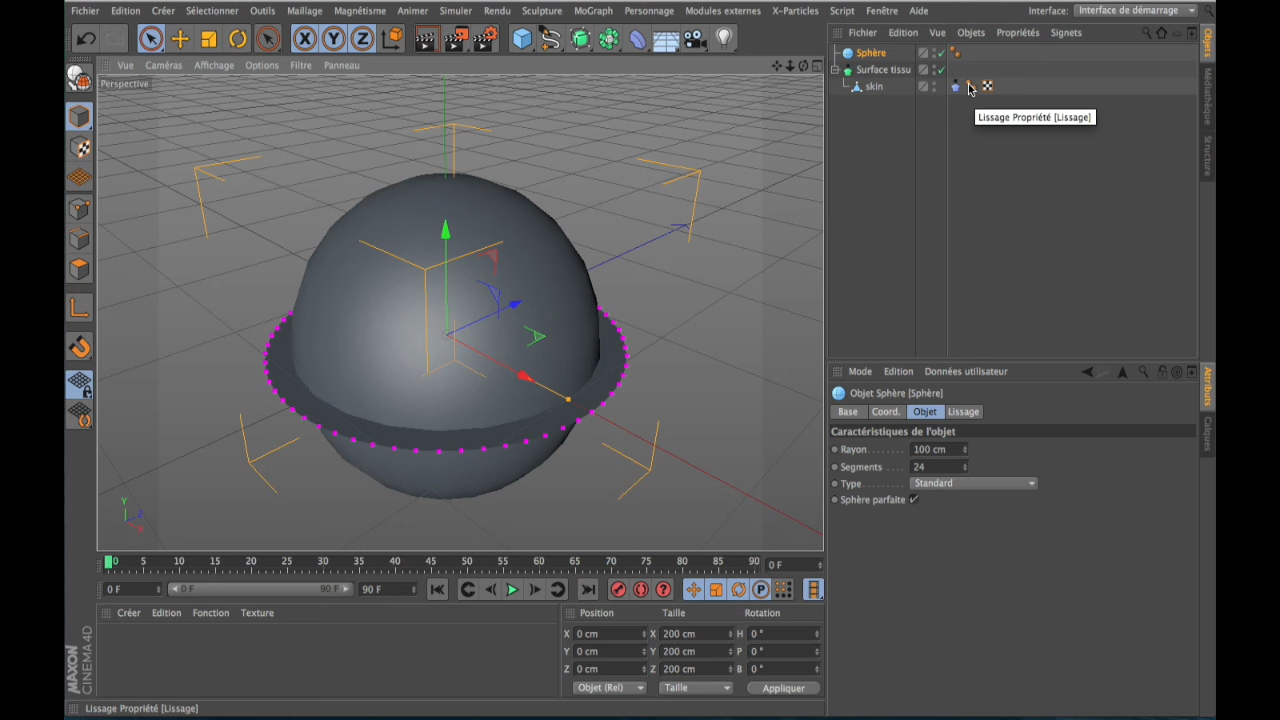 Fichier Edition Créer Sélectionner Outils Maillage Magnétisme Animer Simuler Rendu Sculpture MoGraph Personnage Modules externes X-Particles Script Fenêtre Aide Interface: Interface de démarrage
Vue Caméras Affichage Options Filtre Panneau
Perspective
Fichier Edition Vue Objets Propriétés Signets
Sphère
Surface tissu
skin
Lissage Propriété [Lissage]
Objets
Médiathèque
Structure
Mode Edition Données utilisateur
Objet Sphère [Sphère]
Base Coord. Objet Lissage
Caractéristiques de l'objet
Rayon 100 cm
Segments 24
Type Standard
Sphère parfaite
Attributs
Calques
Y
0 5 10 15 20 25 30 35 40 45 50 55 60 65 70 75 80 85 90 0 F
0 F 0 F 90 F 90 F
Créer Edition Fonction Texture
Position Taille Rotation
X 0 cm X 200 cm H 0 °
Y 0 cm Y 200 cm P 0 °
Z 0 cm Z 200 cm B 0 °
Objet (Rel) Taille Appliquer
MAXON
CINEMA 4D
Lissage Propriété [Lissage]